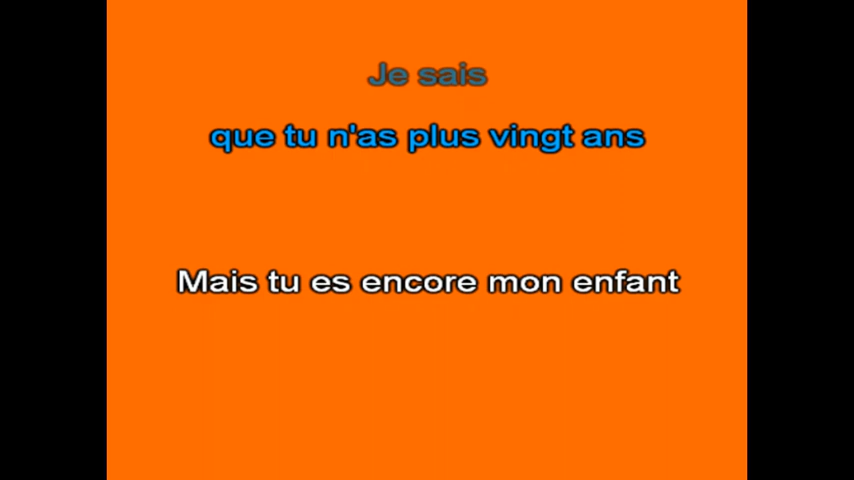 Je sais
que tu n'as plus vingt ans
Mais tu es encore mon enfant